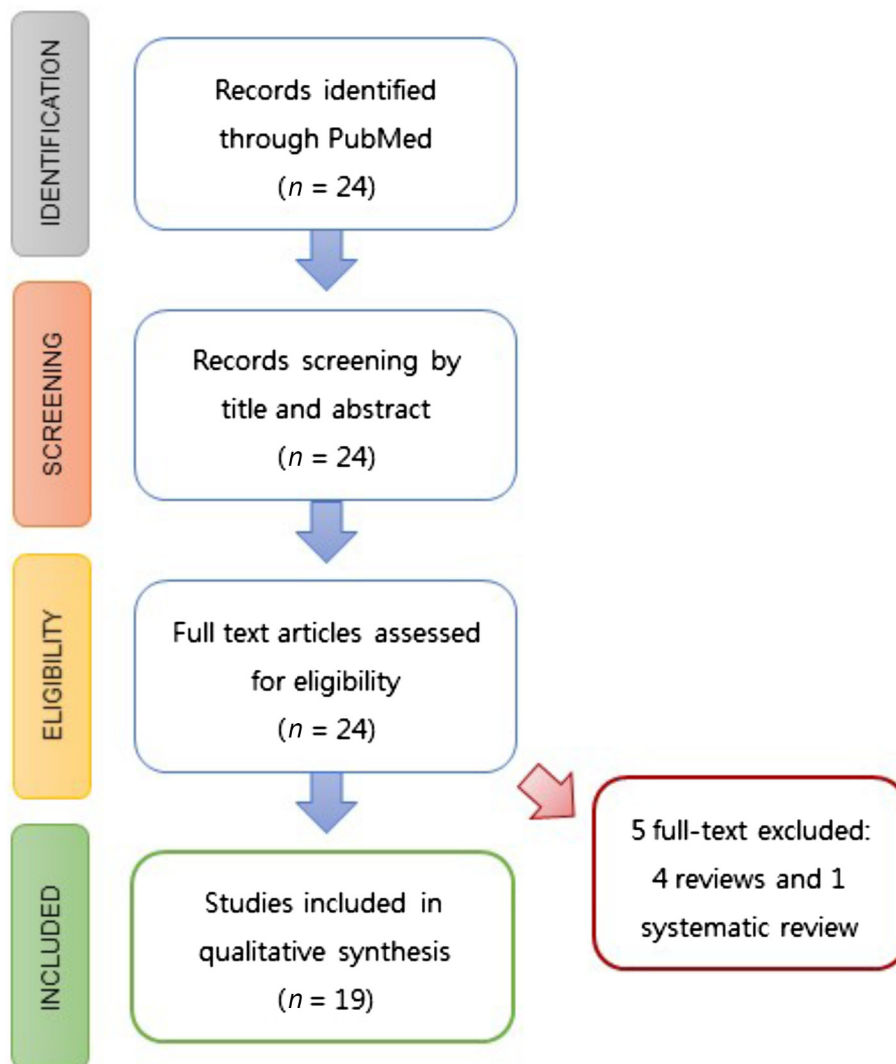 IDENTIFICATION
Records identified
through PubMed
(n = 24)
SCREENING
Records screening by
title and abstract
(n = 24)
ELIGIBILITY
Full text articles assessed
for eligibility
(n = 24)
5 full-text excluded:
4 reviews and 1
systematic review
INCLUDED
Studies included in
qualitative synthesis
(n = 19)